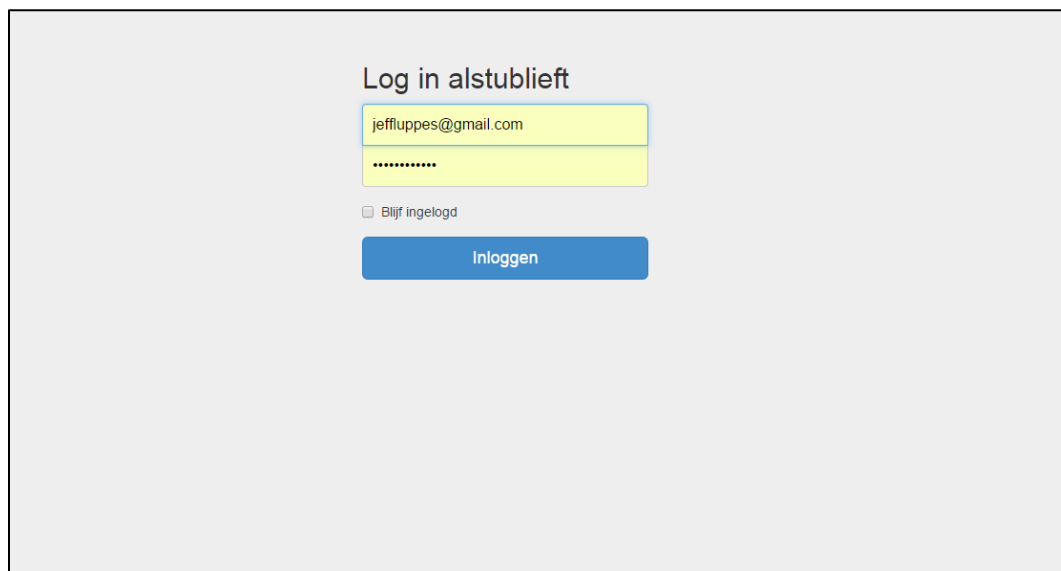 Log in alstublieft
jeffluppes@gmail.com
••••••••••••
Blijf ingelogd
Inloggen